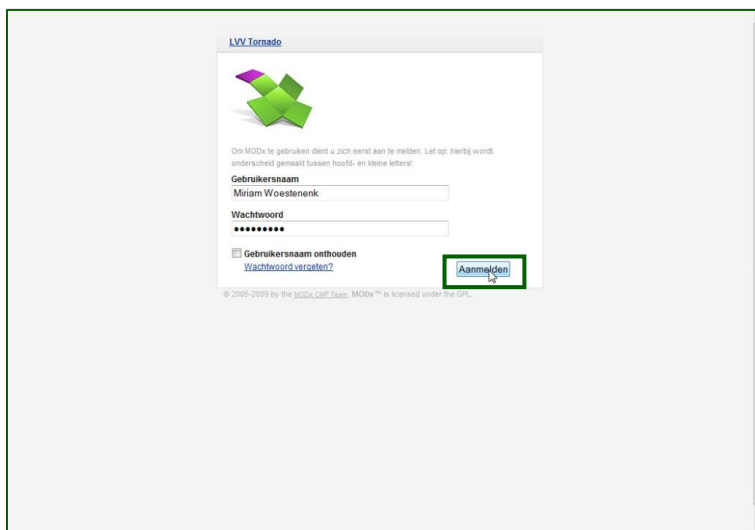 LVV Tornado
Om MODx te gebruiken dient u zich eerst aan te melden. Let op: hierbij wordt
onderscheid gemaakt tussen hoofd- en kleine letters!
Gebruikersnaam
Miriam Woestenenk
Wachtwoord
•••••••••
Gebruikersnaam onthouden
Wachtwoord vergeten?
Aanmelden
© 2005-2009 by the MODx CMF Team. MODx™ is licensed under the GPL.